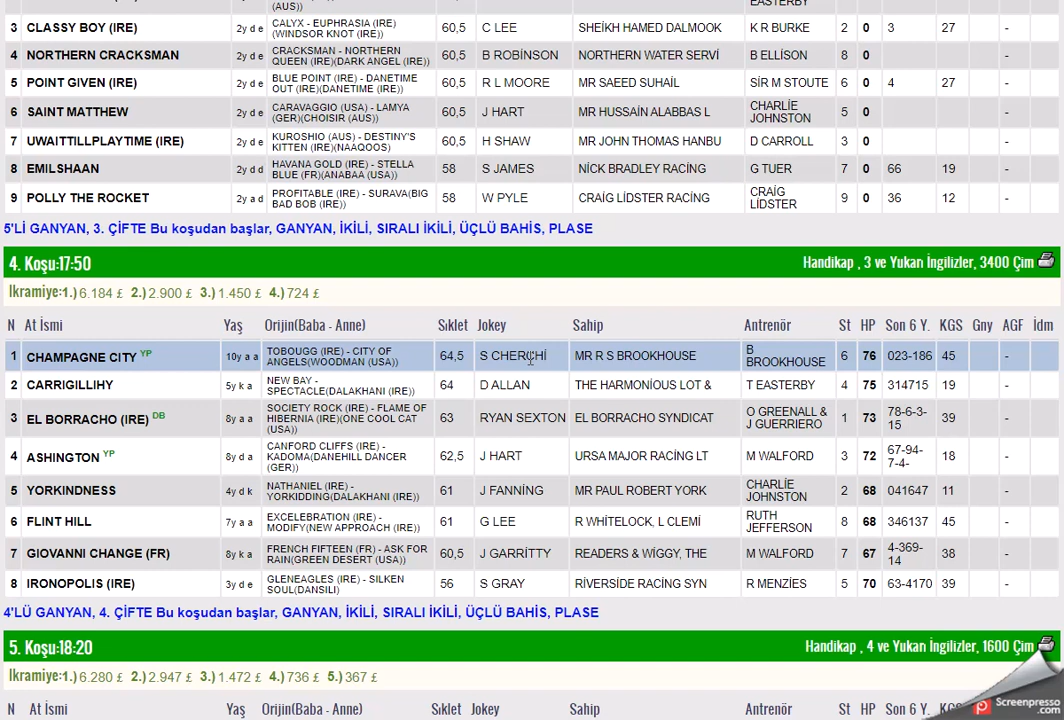 (AUS)) EASTERBY
3 CLASSY BOY (IRE) 2y d e CALYX - EUPHRASIA (IRE) (WINDSOR KNOT (IRE)) 60,5 C LEE SHEİKH HAMED DALMOOK K R BURKE 2 0 3 27 -
4 NORTHERN CRACKSMAN 2y d e CRACKSMAN - NORTHERN QUEEN (IRE)(DARK ANGEL (IRE)) 60,5 B ROBİNSON NORTHERN WATER SERVİ B ELLİSON 8 0 -
5 POINT GIVEN (IRE) 2y d e BLUE POINT (IRE) - DANETIME OUT (IRE)(DANETIME (IRE)) 60,5 R L MOORE MR SAEED SUHAİL SİR M STOUTE 6 0 4 27 -
6 SAINT MATTHEW 2y d e CARAVAGGIO (USA) - LAMYA (GER)(CHOISIR (AUS)) 60,5 J HART MR HUSSAİN ALABBAS L CHARLİE JOHNSTON 5 0 -
7 UWAITTILLPLAYTIME (IRE) 2y d e KUROSHIO (AUS) - DESTINY'S KITTEN (IRE)(NAAQOOS) 60,5 H SHAW MR JOHN THOMAS HANBU D CARROLL 3 0 -
8 EMILSHAAN 2y d d HAVANA GOLD (IRE) - STELLA BLUE (FR)(ANABAA (USA)) 58 S JAMES NİCK BRADLEY RACİNG G TUER 7 0 66 19 -
9 POLLY THE ROCKET 2y a d PROFITABLE (IRE) - SURAVA(BIG BAD BOB (IRE)) 58 W PYLE CRAİG LİDSTER RACİNG CRAİG LİDSTER 9 0 36 12 -
5'Lİ GANYAN, 3. ÇİFTE Bu koşudan başlar, GANYAN, İKİLİ, SIRALI İKİLİ, ÜÇLÜ BAHİS, PLASE
4. Koşu:17:50 Handikap , 3 ve Yukarı İngilizler, 3400 Çim
İkramiye:1.) 6.184 £ 2.) 2.900 £ 3.) 1.450 £ 4.) 724 £
N At İsmi Yaş Orijin(Baba - Anne) Sıklet Jokey Sahip Antrenör St HP Son 6 Y. KGS Gny AGF İdm
1 CHAMPAGNE CITY YP 10y a a TOBOUGG (IRE) - CITY OF ANGELS(WOODMAN (USA)) 64,5 S CHERCHİ MR R S BROOKHOUSE B BROOKHOUSE 6 76 023-186 45 -
2 CARRIGILLIHY 5y k a NEW BAY - SPECTACLE(DALAKHANI (IRE)) 64 D ALLAN THE HARMONİOUS LOT & T EASTERBY 4 75 314715 19 -
3 EL BORRACHO (IRE) DB 8y a a SOCIETY ROCK (IRE) - FLAME OF HIBERNIA (IRE)(ONE COOL CAT (USA)) 63 RYAN SEXTON EL BORRACHO SYNDICAT O GREENALL & J GUERRIERO 1 73 78-6-3-15 39 -
4 ASHINGTON YP 8y d a CANFORD CLIFFS (IRE) - KADOMA(DANEHILL DANCER (GER)) 62,5 J HART URSA MAJOR RACİNG LT M WALFORD 3 72 67-94-7-4- 18 -
5 YORKINDNESS 4y d k NATHANIEL (IRE) - YORKIDDING(DALAKHANI (IRE)) 61 J FANNİNG MR PAUL ROBERT YORK CHARLİE JOHNSTON 2 68 041647 11 -
6 FLINT HILL 7y a a EXCELEBRATION (IRE) - MODIFY(NEW APPROACH (IRE)) 61 G LEE R WHİTELOCK, L CLEMİ RUTH JEFFERSON 8 68 346137 45 -
7 GIOVANNI CHANGE (FR) 8y k a FRENCH FIFTEEN (FR) - ASK FOR RAIN(GREEN DESERT (USA)) 60,5 J GARRİTTY READERS & WİGGY, THE M WALFORD 7 67 4-369-14 38 -
8 IRONOPOLIS (IRE) 3y d e GLENEAGLES (IRE) - SILKEN SOUL(DANSILI) 56 S GRAY RİVERSİDE RACİNG SYN R MENZİES 5 70 63-4170 39 -
4'LÜ GANYAN, 4. ÇİFTE Bu koşudan başlar, GANYAN, İKİLİ, SIRALI İKİLİ, ÜÇLÜ BAHİS, PLASE
5. Koşu:18:20 Handikap , 4 ve Yukarı İngilizler, 1600 Çim
İkramiye:1.) 6.280 £ 2.) 2.947 £ 3.) 1.472 £ 4.) 736 £ 5.) 367 £
N At İsmi Yaş Orijin(Baba - Anne) Sıklet Jokey Sahip Antrenör St HP Son 6 Y.
Screenpresso.com